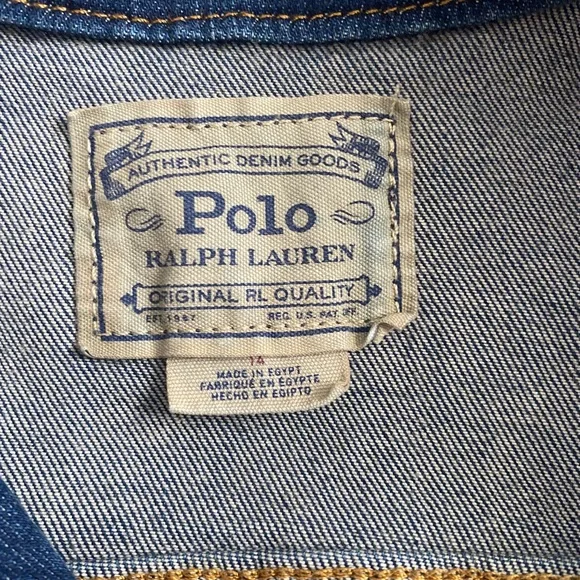 AUTHENTIC DENIM GOODS
Polo
RALPH LAUREN
ORIGINAL RL QUALITY
EST. 1967 REG. U.S. PAT. OFF.
14
MADE IN EGYPT
FABRIQUÉ EN ÉGYPTE
HECHO EN EGIPTO